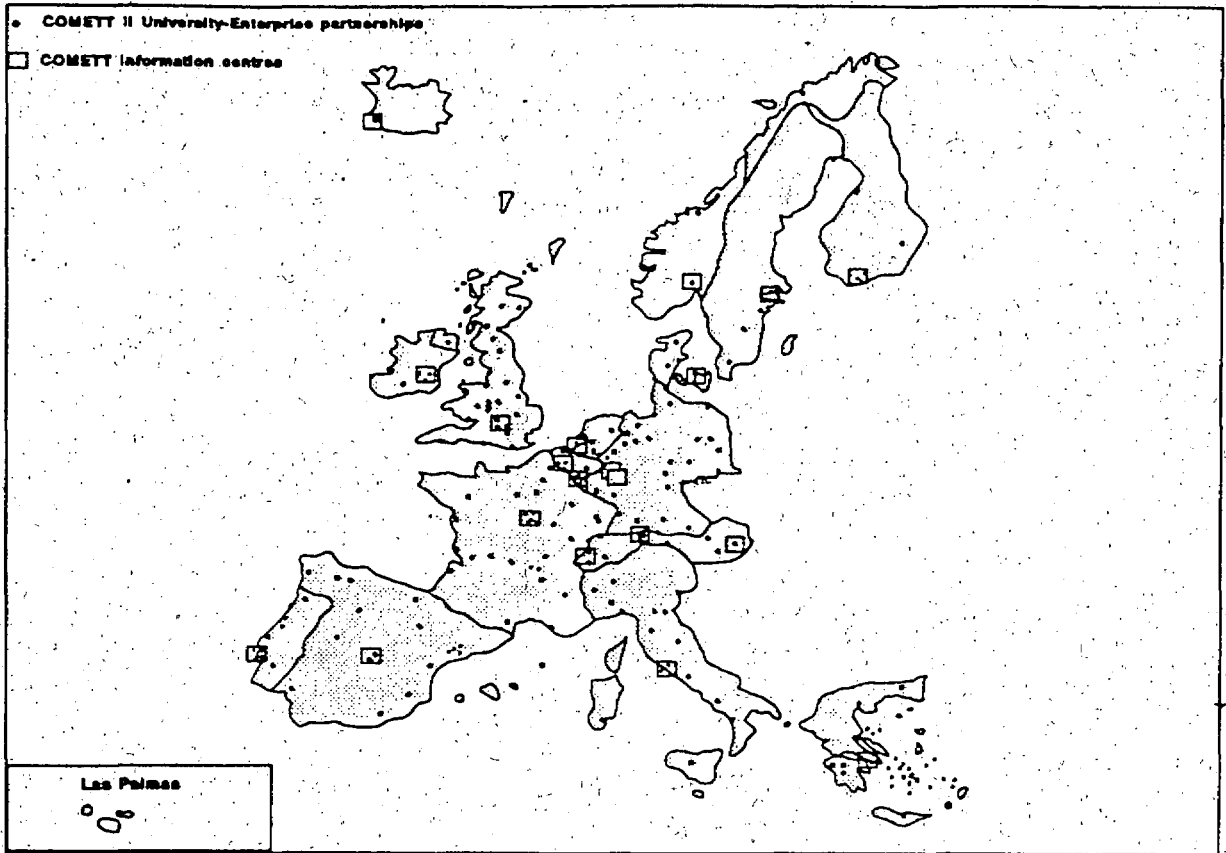 COMETT II University-Enterprise partnerships
COMETT Information centres
Las Palmas